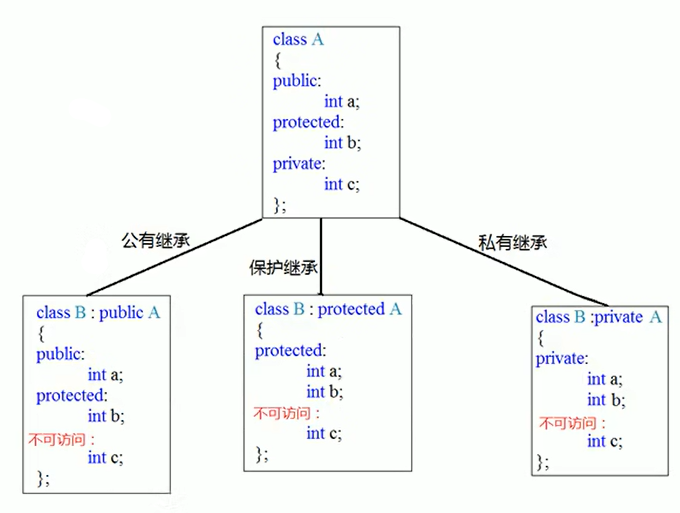 class A
{
public:
int a;
protected:
int b;
private:
int c;
};
公有继承
保护继承
私有继承
class B : public A
{
public:
int a;
protected:
int b;
不可访问：
int c;
};
class B : protected A
{
protected:
int a;
int b;
不可访问：
int c;
};
class B :private A
{
private:
int a;
int b;
不可访问：
int c;
};